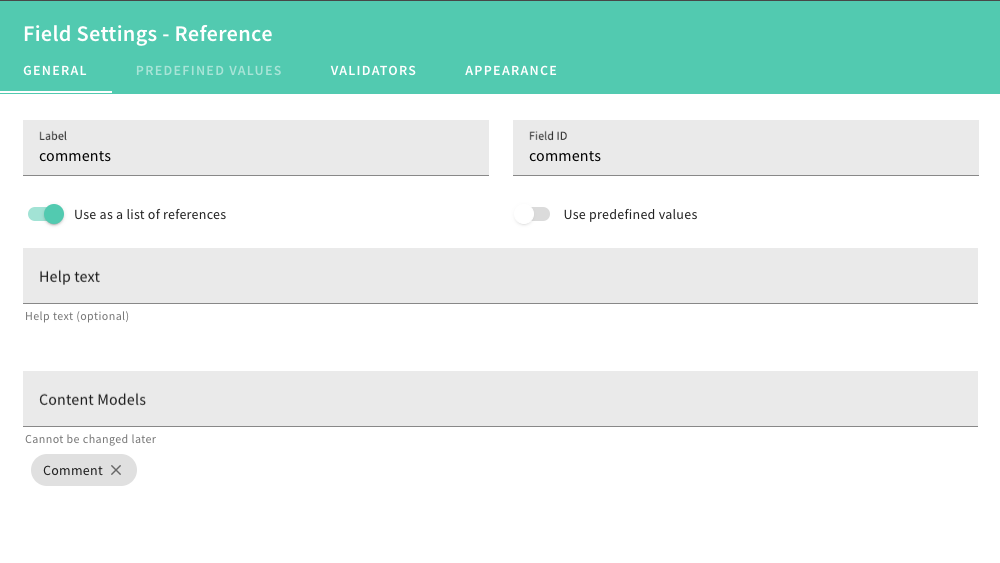 Field Settings - Reference
GENERAL PREDEFINED VALUES VALIDATORS APPEARANCE
Label
comments
Field ID
comments
Use as a list of references
Use predefined values
Help text
Help text (optional)
Content Models
Cannot be changed later
Comment